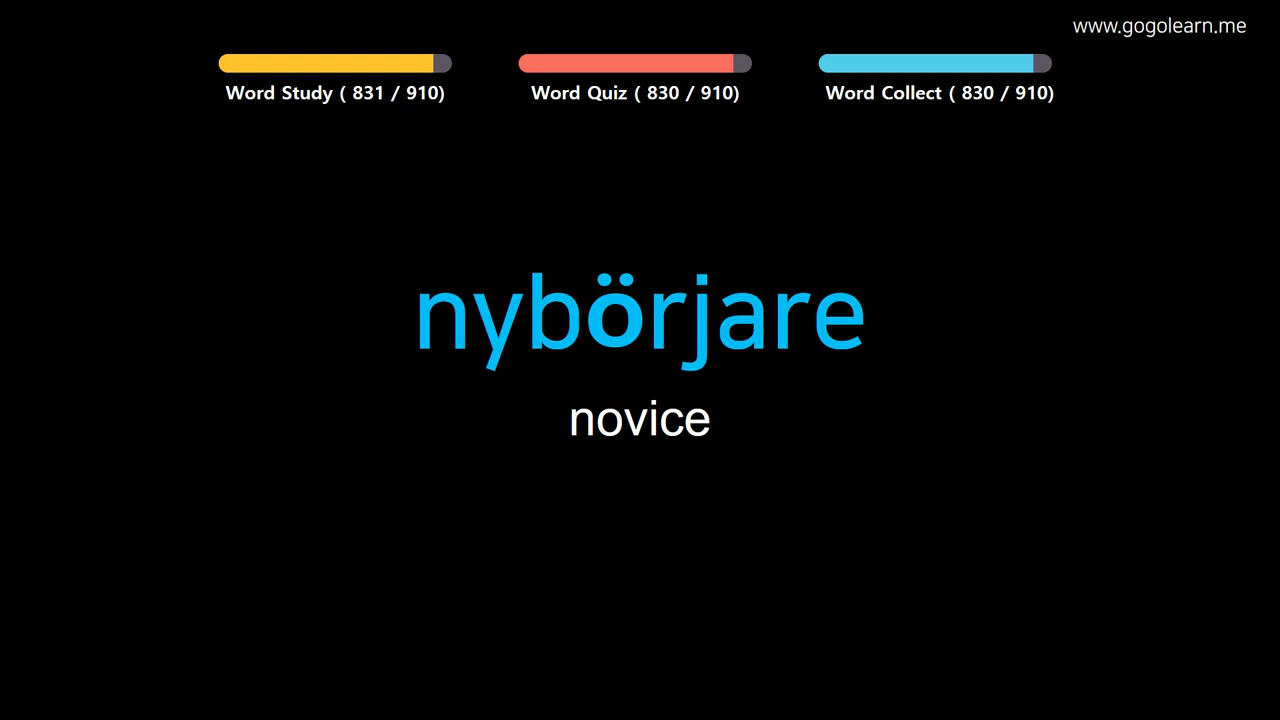 www.gogolearn.me
Word Study ( 831 / 910)
Word Quiz ( 830 / 910)
Word Collect ( 830 / 910)
nybörjare
novice